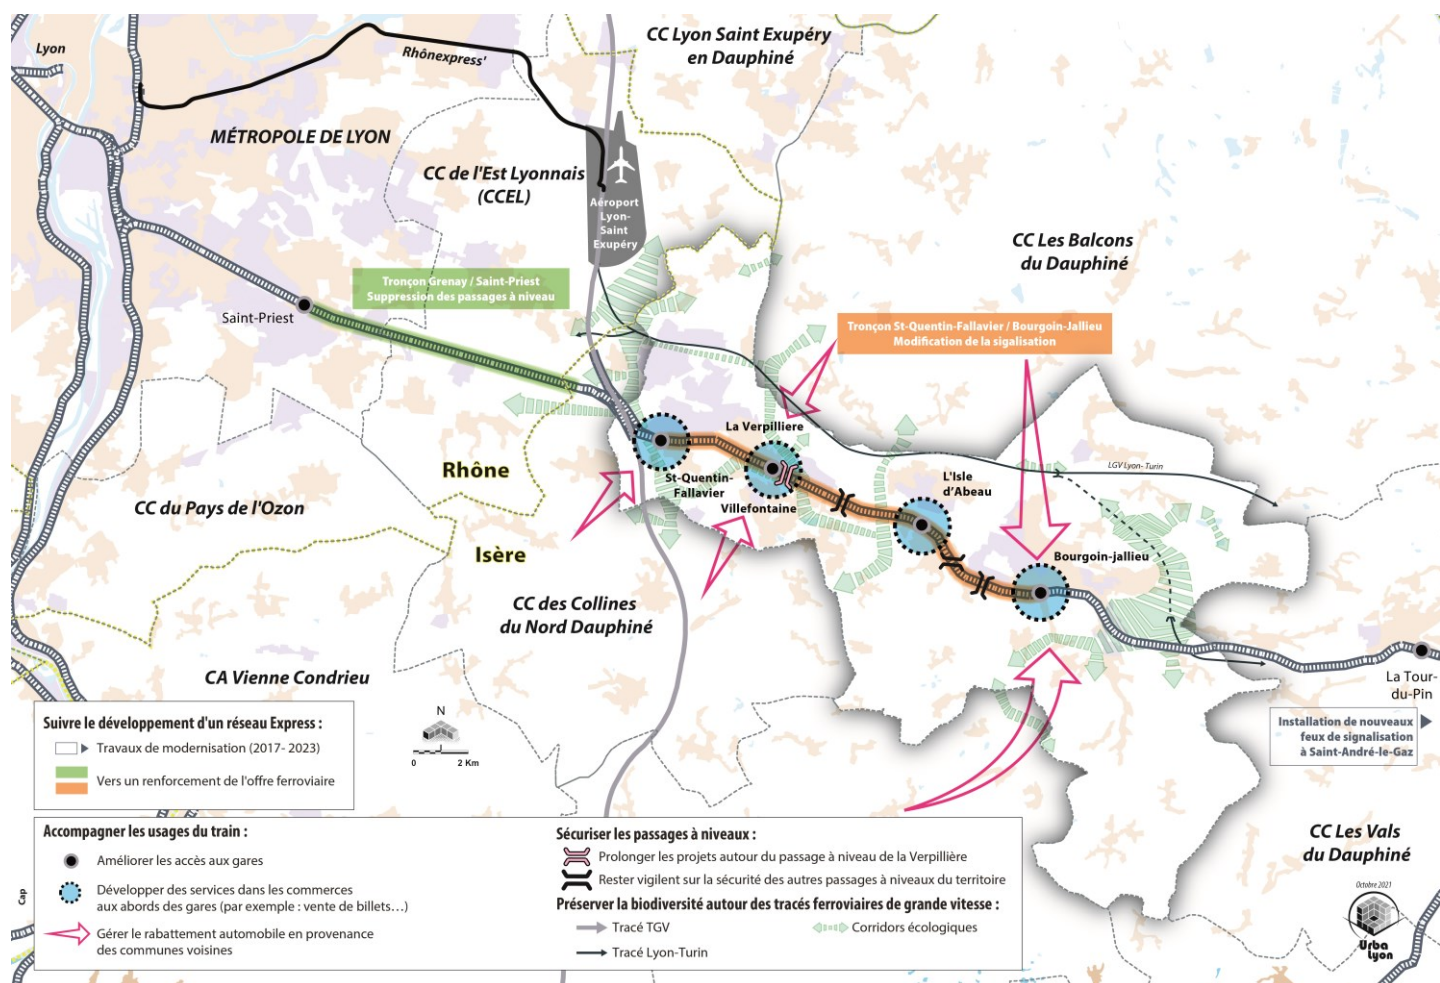 Lyon
Rhônexpress'
CC Lyon Saint Exupéry
en Dauphiné
MÉTROPOLE DE LYON
CC de l'Est Lyonnais
(CCEL)
Aéroport
Lyon-
Saint
Exupéry
CC Les Balcons
du Dauphiné
Tronçon Grenay / Saint-Priest
Suppression des passages à niveau
Saint-Priest
Tronçon St-Quentin-Fallavier / Bourgoin-Jallieu
Modification de la sigalisation
La Verpilliere
Rhône
St-Quentin-
Fallavier
Villefontaine
L'Isle
d'Abeau
LGV Lyon- Turin
CC du Pays de l'Ozon
Isère
Bourgoin-jallieu
CC des Collines
du Nord Dauphiné
CA Vienne Condrieu
La Tour-
du-Pin
Installation de nouveaux
feux de signalisation
à Saint-André-le-Gaz
Suivre le développement d'un réseau Express :
Travaux de modernisation (2017- 2023)
Vers un renforcement de l'offre ferroviaire
N
0 2 Km
Accompagner les usages du train :
Améliorer les accès aux gares
Développer des services dans les commerces
aux abords des gares (par exemple : vente de billets…)
Gérer le rabattement automobile en provenance
des communes voisines
Sécuriser les passages à niveaux :
Prolonger les projets autour du passage à niveau de la Verpillière
Rester vigilent sur la sécurité des autres passages à niveaux du territoire
Préserver la biodiversité autour des tracés ferroviaires de grande vitesse :
Tracé TGV
Corridors écologiques
Tracé Lyon-Turin
CC Les Vals
du Dauphiné
Octobre 2021
Urba
Lyon
Cap